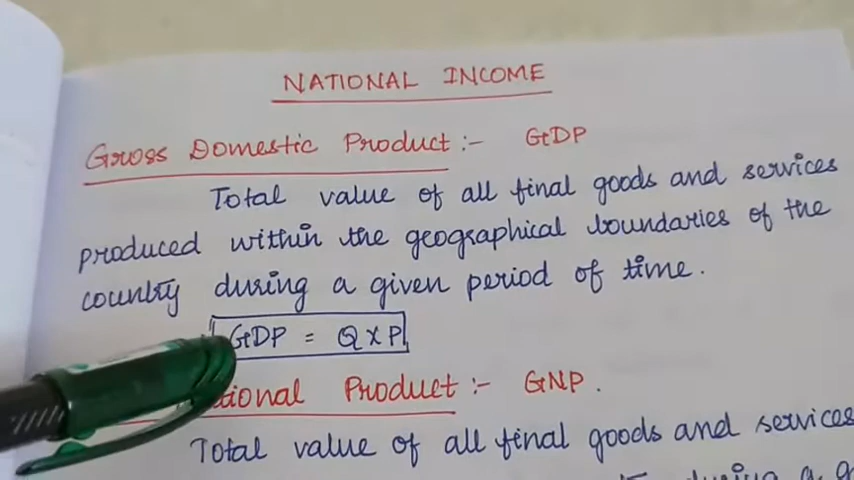 NATIONAL INCOME
Gross Domestic Product :- GDP
Total value of all final goods and services
produced within the geographical boundaries of the
country during a given period of time.
GDP = Q x P
National Product :- GNP.
Total value of all final goods and services
during a